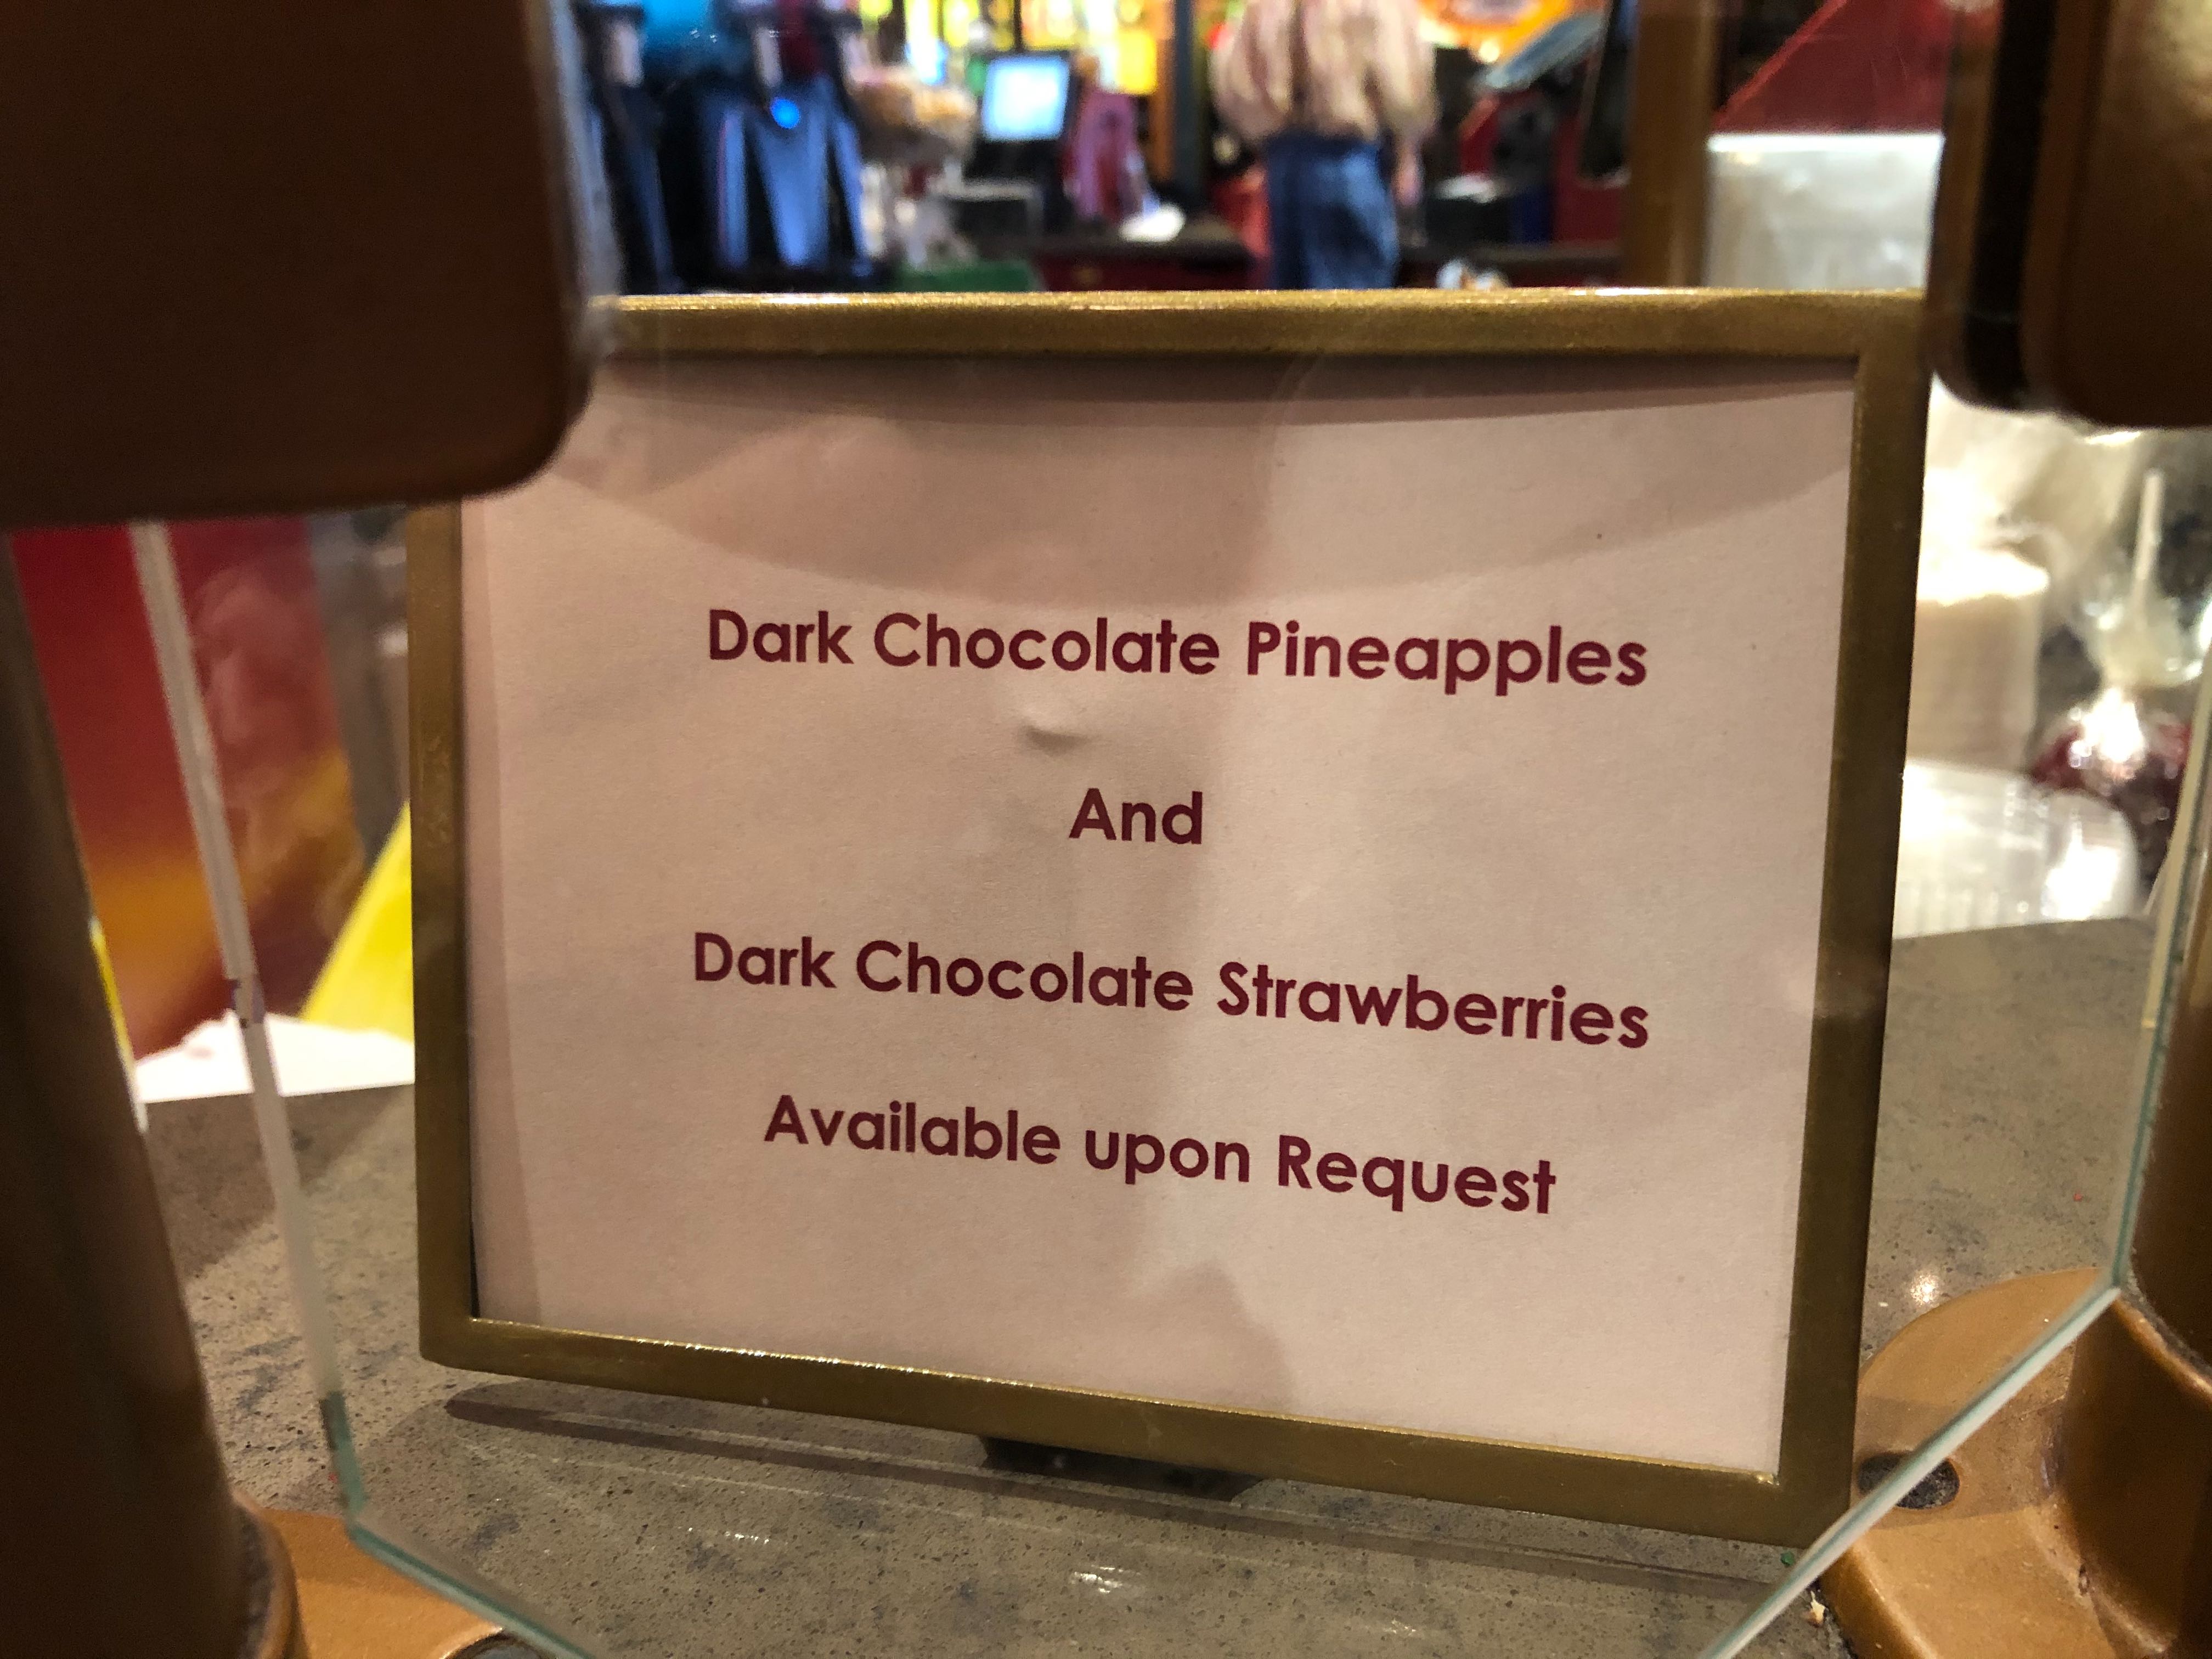 Dark Chocolate Pineapples
And
Dark Chocolate Strawberries
Available upon Request